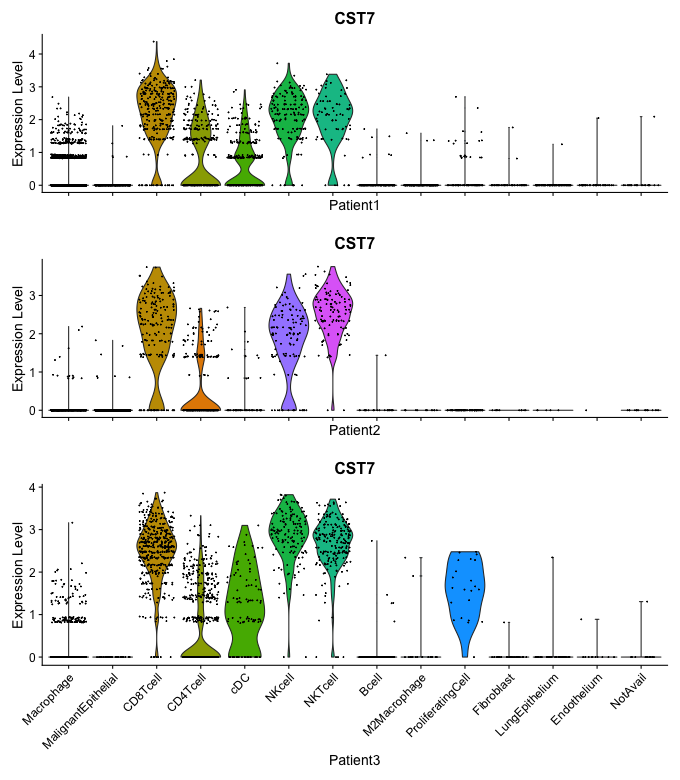 CST7
Expression Level
4
3
2
1
0
Patient1
CST7
Expression Level
3
2
1
0
Patient2
CST7
Expression Level
4
3
2
1
0
Macrophage
MalignantEpithelial
CD8Tcell
CD4Tcell
cDC
NKcell
NKTcell
Bcell
M2Macrophage
ProliferatingCell
Fibroblast
LungEpithelium
Endothelium
NotAvail
Patient3